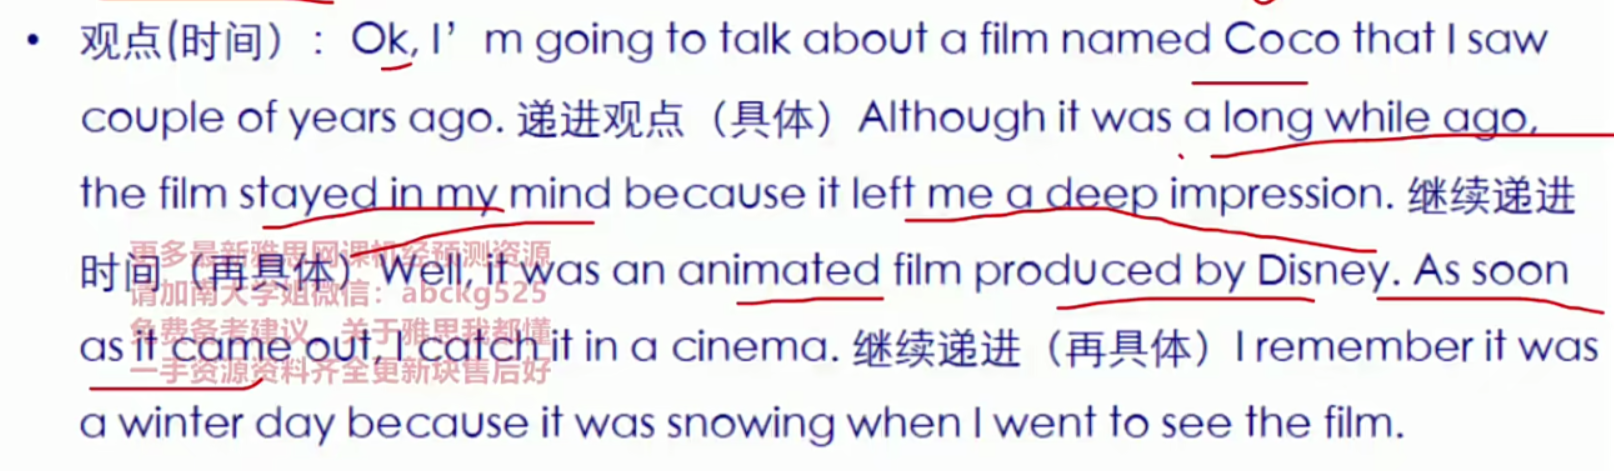 • 观点(时间）：Ok, I’m going to talk about a film named Coco that I saw
couple of years ago. 递进观点（具体）Although it was a long while ago,
the film stayed in my mind because it left me a deep impression. 继续递进
时间（再具体）Well, it was an animated film produced by Disney. As soon
as it came out, I catch it in a cinema. 继续递进（再具体）I remember it was
a winter day because it was snowing when I went to see the film.
更多最新雅思网课机经预测资源
请加南大学姐微信：abckg525
免费备考建议，关于雅思我都懂
一手资源资料齐全更新块售后好